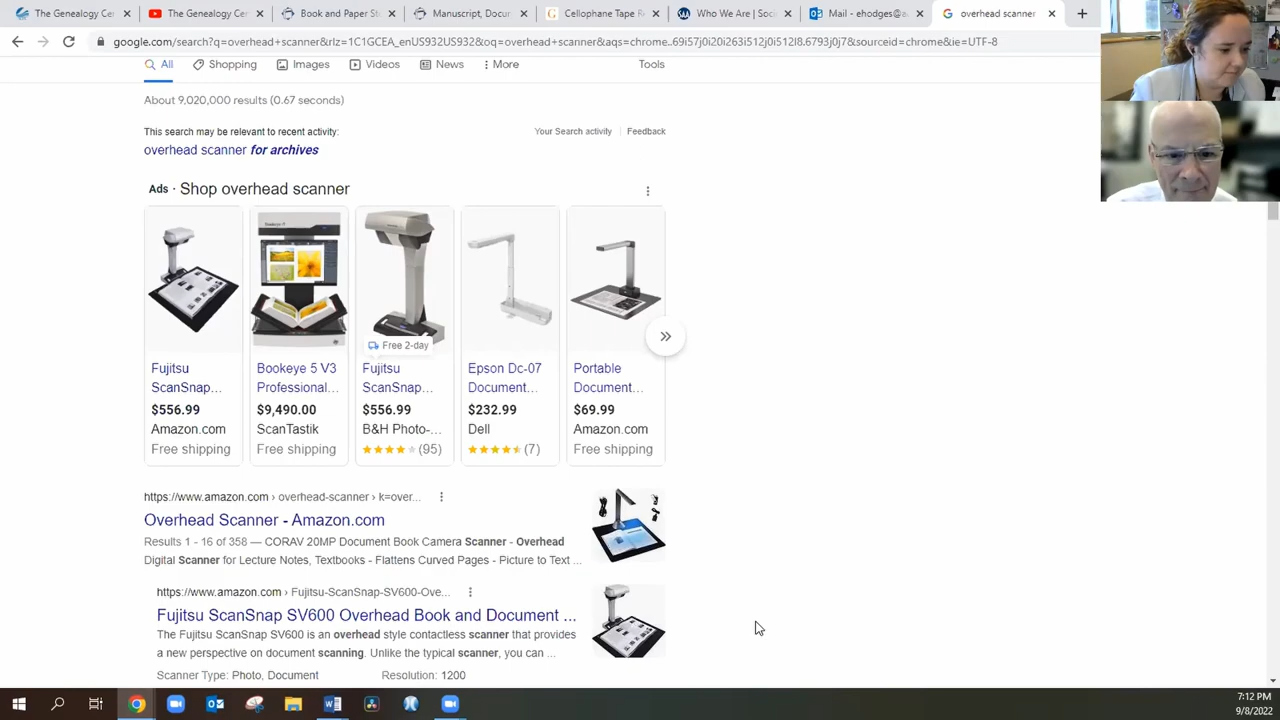 The Genealogy Ce
The Genealogy Cen
Book and Paper St
Manuscript, Docum
Cellophane Tape R
Who We Are | Soci
Mail - ehodges@e
overhead scanner
google.com/search?q=overhead+scanner&rlz=1C1GCEA_enUS932US932&oq=overhead+scanner&aqs=chrome..69i57j0i20i263i512j0i512l8.6793j0j7&sourceid=chrome&ie=UTF-8
All Shopping Images Videos News More Tools
About 9,020,000 results (0.67 seconds)
This search may be relevant to recent activity: Your Search activity Feedback
overhead scanner for archives
Ads · Shop overhead scanner
Free 2-day
Fujitsu
ScanSnap...
$556.99
Amazon.com
Free shipping
Bookeye 5 V3
Professional...
$9,490.00
ScanTastik
Free shipping
Fujitsu
ScanSnap...
$556.99
B&H Photo-...
(95)
Epson Dc-07
Document...
$232.99
Dell
(7)
Portable
Document...
$69.99
Amazon.com
Free shipping
https://www.amazon.com › overhead-scanner › k=over...
Overhead Scanner - Amazon.com
Results 1 - 16 of 358 — CORAV 20MP Document Book Camera Scanner - Overhead
Digital Scanner for Lecture Notes, Textbooks - Flattens Curved Pages - Picture to Text ...
https://www.amazon.com › Fujitsu-ScanSnap-SV600-Ove...
Fujitsu ScanSnap SV600 Overhead Book and Document ...
The Fujitsu ScanSnap SV600 is an overhead style contactless scanner that provides
a new perspective on document scanning. Unlike the typical scanner, you can ...
Scanner Type: Photo, Document Resolution: 1200
7:12 PM
9/8/2022